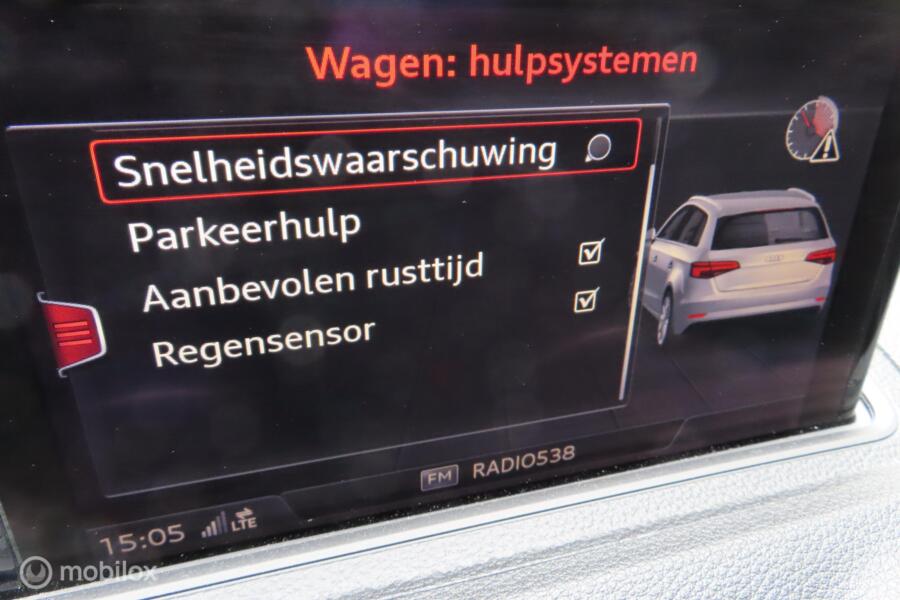 Wagen: hulpsystemen
Snelheidswaarschuwing
Parkeerhulp
Aanbevolen rusttijd
Regensensor
FM RADIO538
15:05 LTE
mobilox